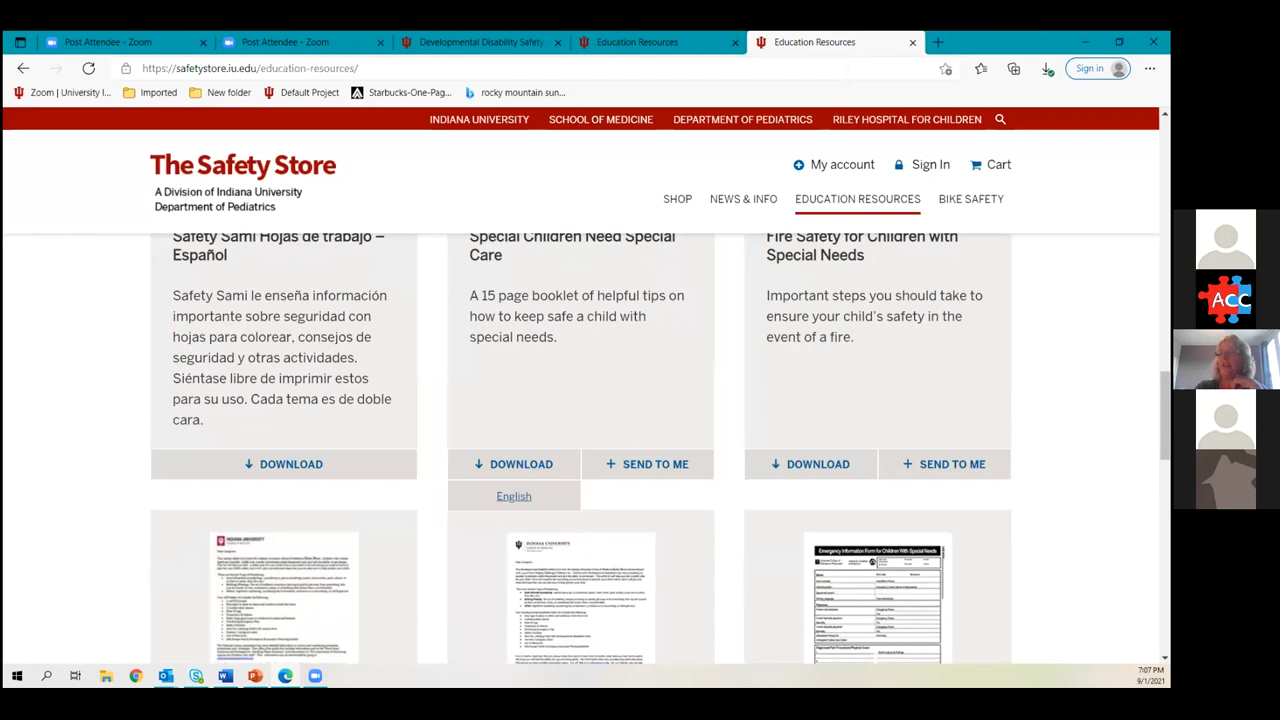 Post Attendee - Zoom
Post Attendee - Zoom
Developmental Disability Safety
Education Resources
Education Resources
https://safetystore.iu.edu/education-resources/
Sign in
Zoom | University I...
Imported
New folder
Default Project
Starbucks-One-Pag...
rocky mountain sun...
INDIANA UNIVERSITY
SCHOOL OF MEDICINE
DEPARTMENT OF PEDIATRICS
RILEY HOSPITAL FOR CHILDREN
The Safety Store
A Division of Indiana University
Department of Pediatrics
My account
Sign In
Cart
SHOP
NEWS & INFO
EDUCATION RESOURCES
BIKE SAFETY
Safety Sami Hojas de trabajo –
Español
Safety Sami le enseña información
importante sobre seguridad con
hojas para colorear, consejos de
seguridad y otras actividades.
Siéntase libre de imprimir estos
para su uso. Cada tema es de doble
cara.
DOWNLOAD
Special Children Need Special
Care
A 15 page booklet of helpful tips on
how to keep safe a child with
special needs.
DOWNLOAD
SEND TO ME
English
Fire Safety for Children with
Special Needs
Important steps you should take to
ensure your child's safety in the
event of a fire.
DOWNLOAD
SEND TO ME
INDIANA UNIVERSITY
INDIANA UNIVERSITY
Emergency Information Form for Children With Special Needs
ACC
7:07 PM
9/1/2021